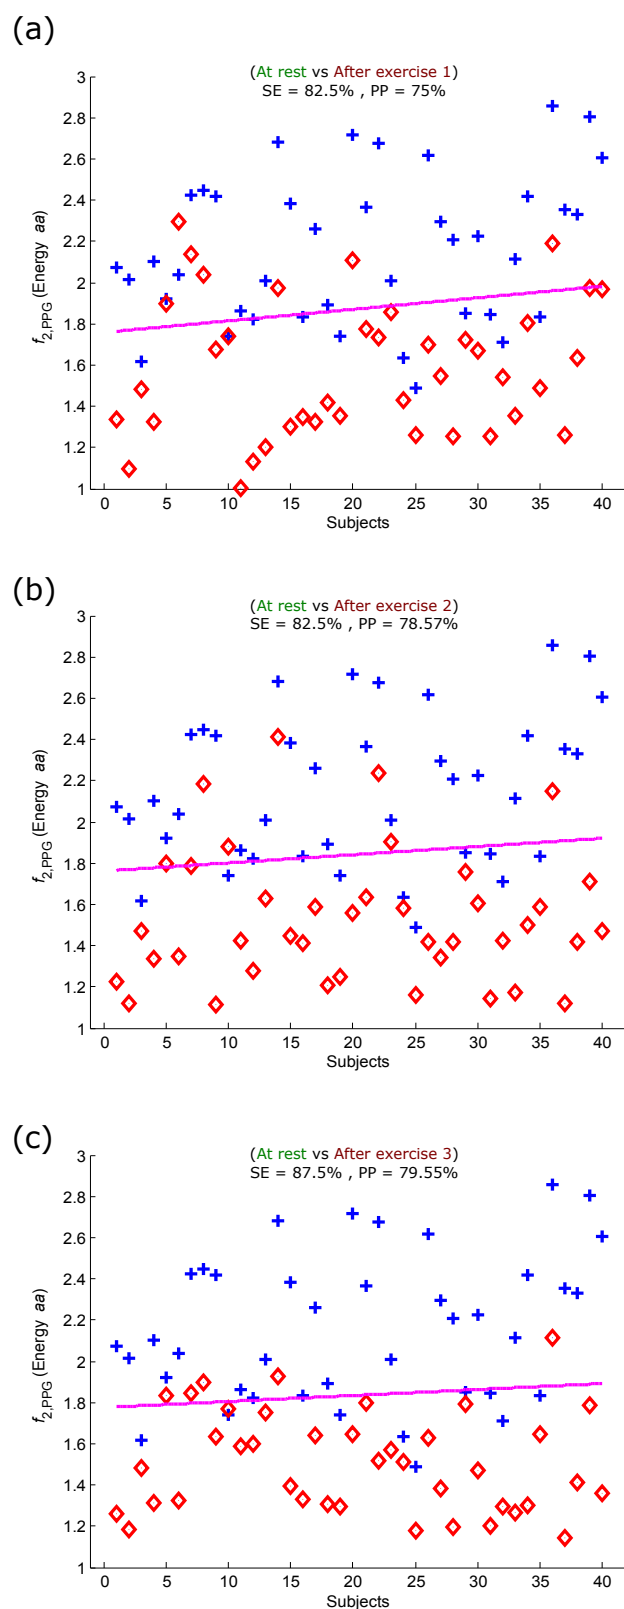 (a)
(At rest vs After exercise 1)
SE = 82.5% , PP = 75%
f2,PPG (Energy aa)
3
2.8
2.6
2.4
2.2
2
1.8
1.6
1.4
1.2
1
0 5 10 15 20 25 30 35 40
Subjects
(b)
(At rest vs After exercise 2)
SE = 82.5% , PP = 78.57%
f2,PPG (Energy aa)
3
2.8
2.6
2.4
2.2
2
1.8
1.6
1.4
1.2
1
0 5 10 15 20 25 30 35 40
Subjects
(c)
(At rest vs After exercise 3)
SE = 87.5% , PP = 79.55%
f2,PPG (Energy aa)
3
2.8
2.6
2.4
2.2
2
1.8
1.6
1.4
1.2
1
0 5 10 15 20 25 30 35 40
Subjects